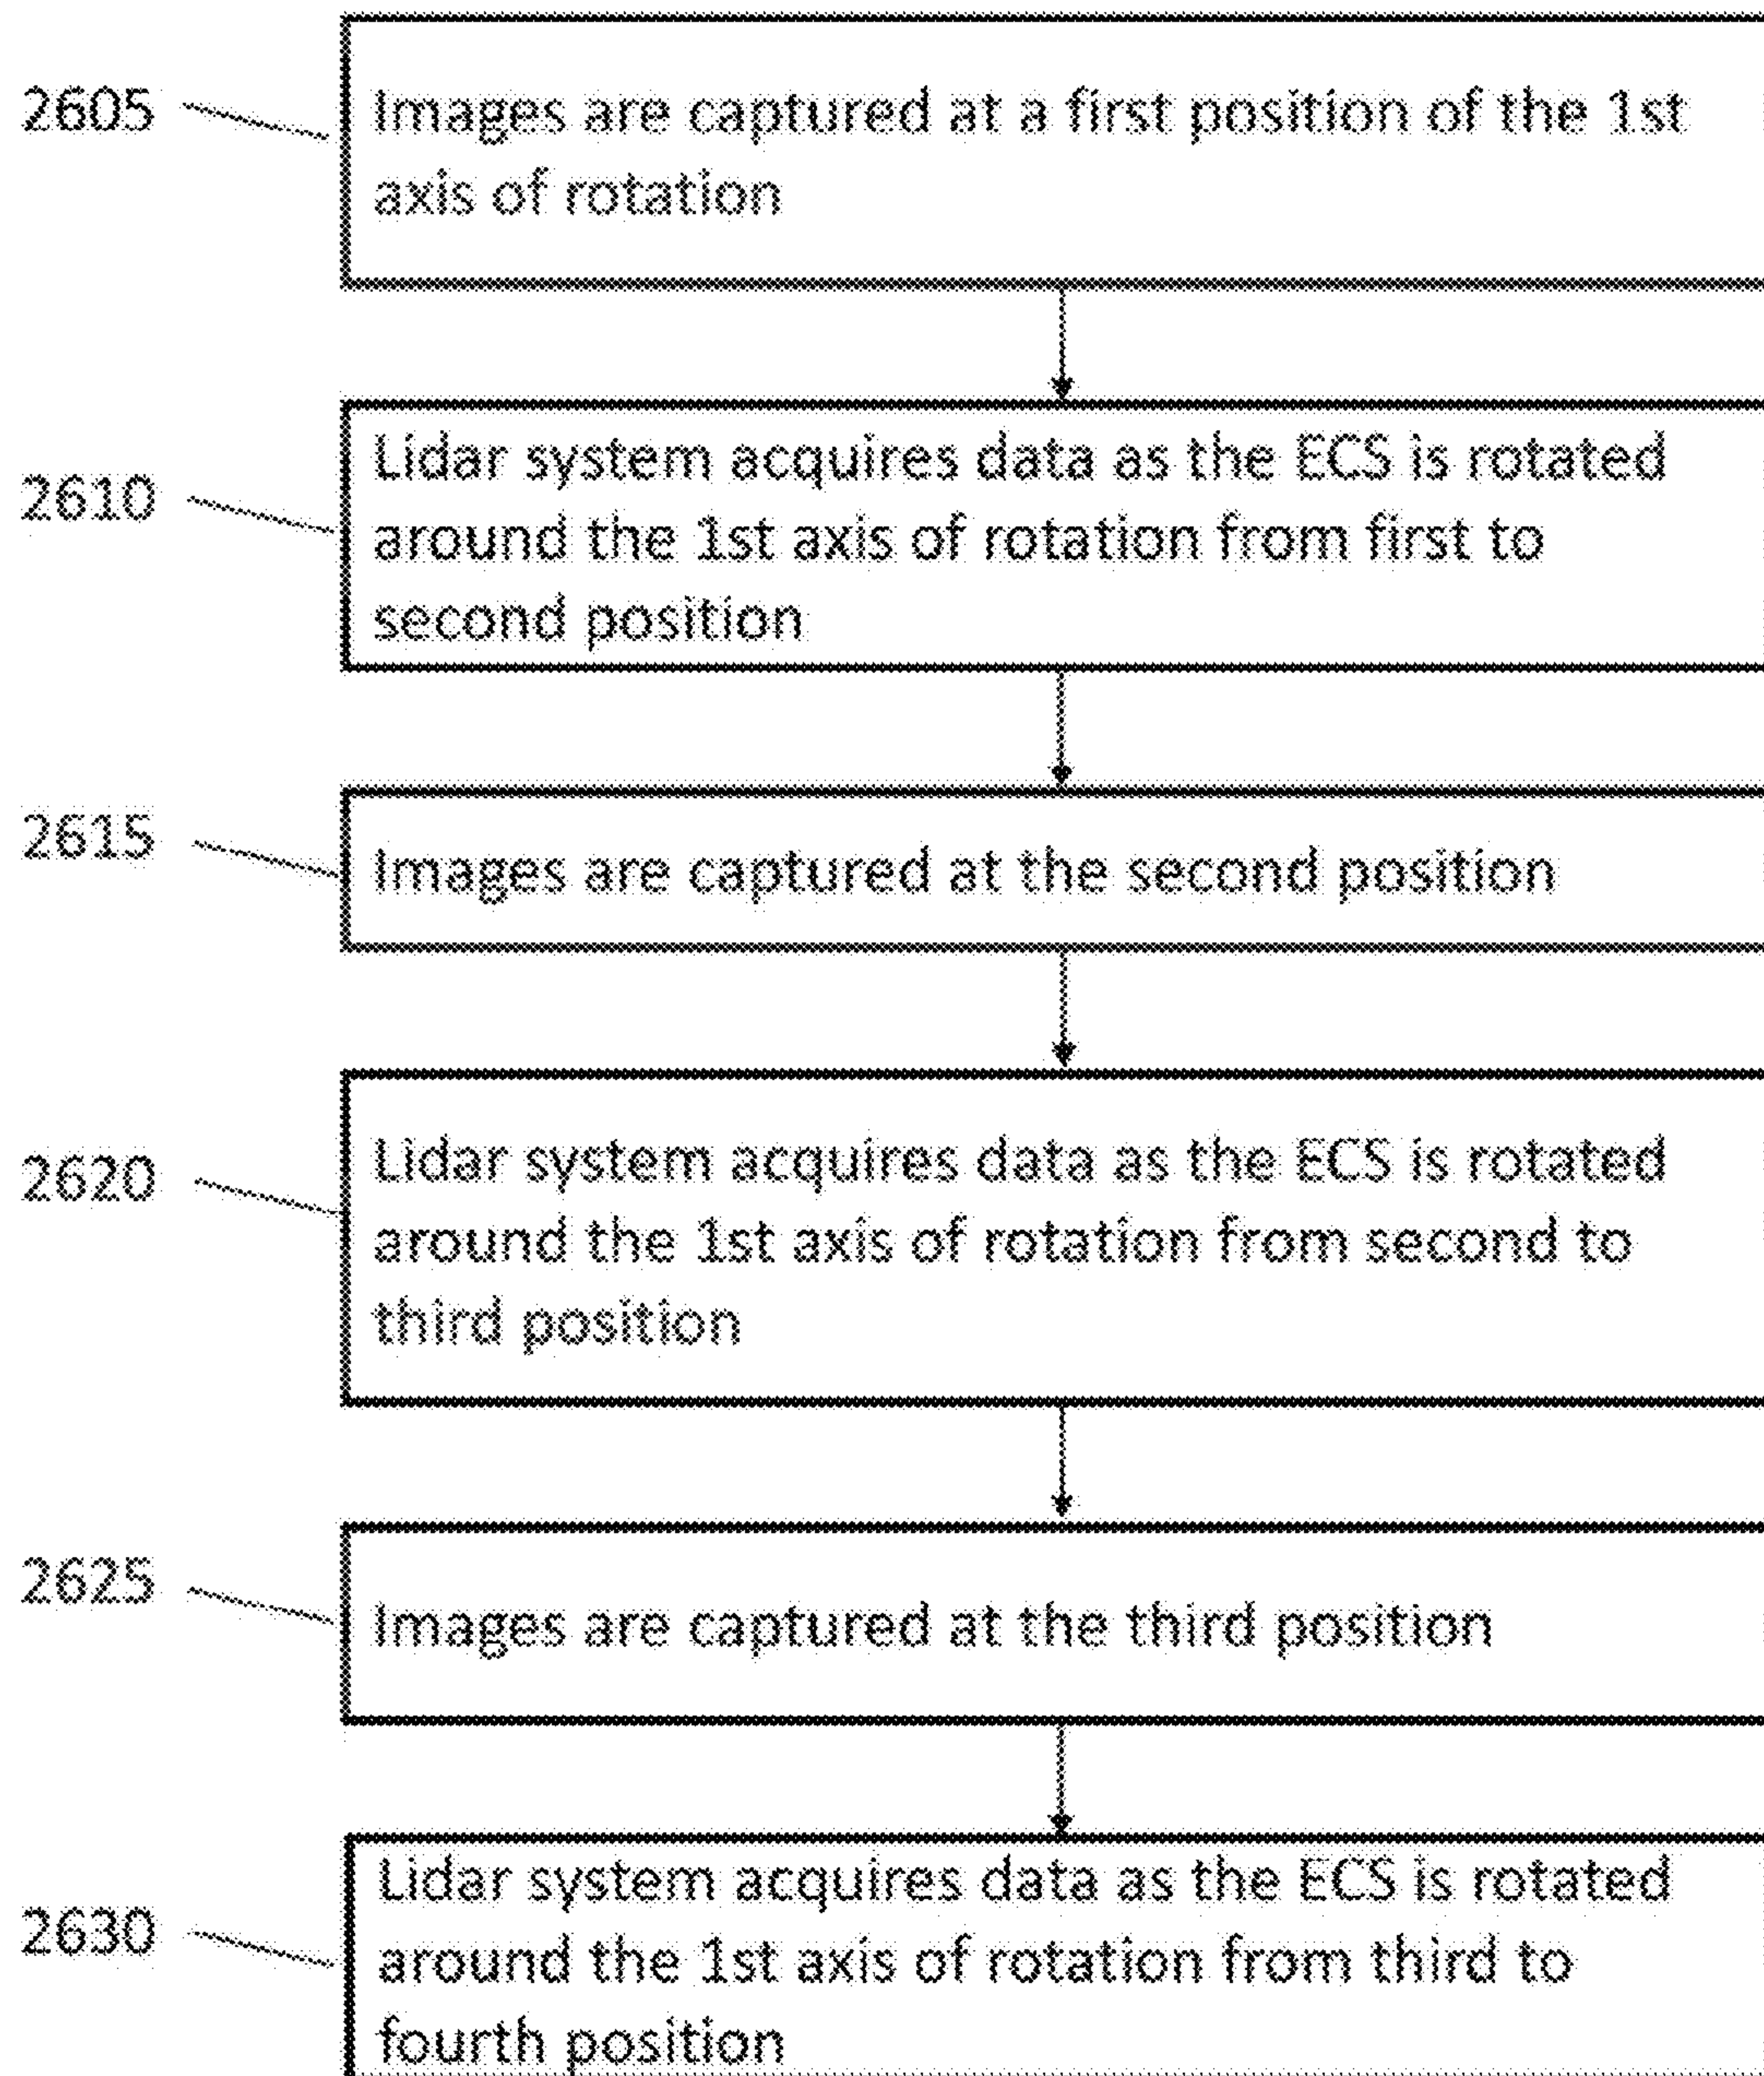 2605
Images are captured at a first position of the 1st
axis of rotation
2610
Lidar system acquires data as the ECS is rotated
around the 1st axis of rotation from first to
second position
2615
Images are captured at the second position
2620
Lidar system acquires data as the ECS is rotated
around the 1st axis of rotation from second to
third position
2625
Images are captured at the third position
2630
Lidar system acquires data as the ECS is rotated
around the 1st axis of rotation from third to
fourth position